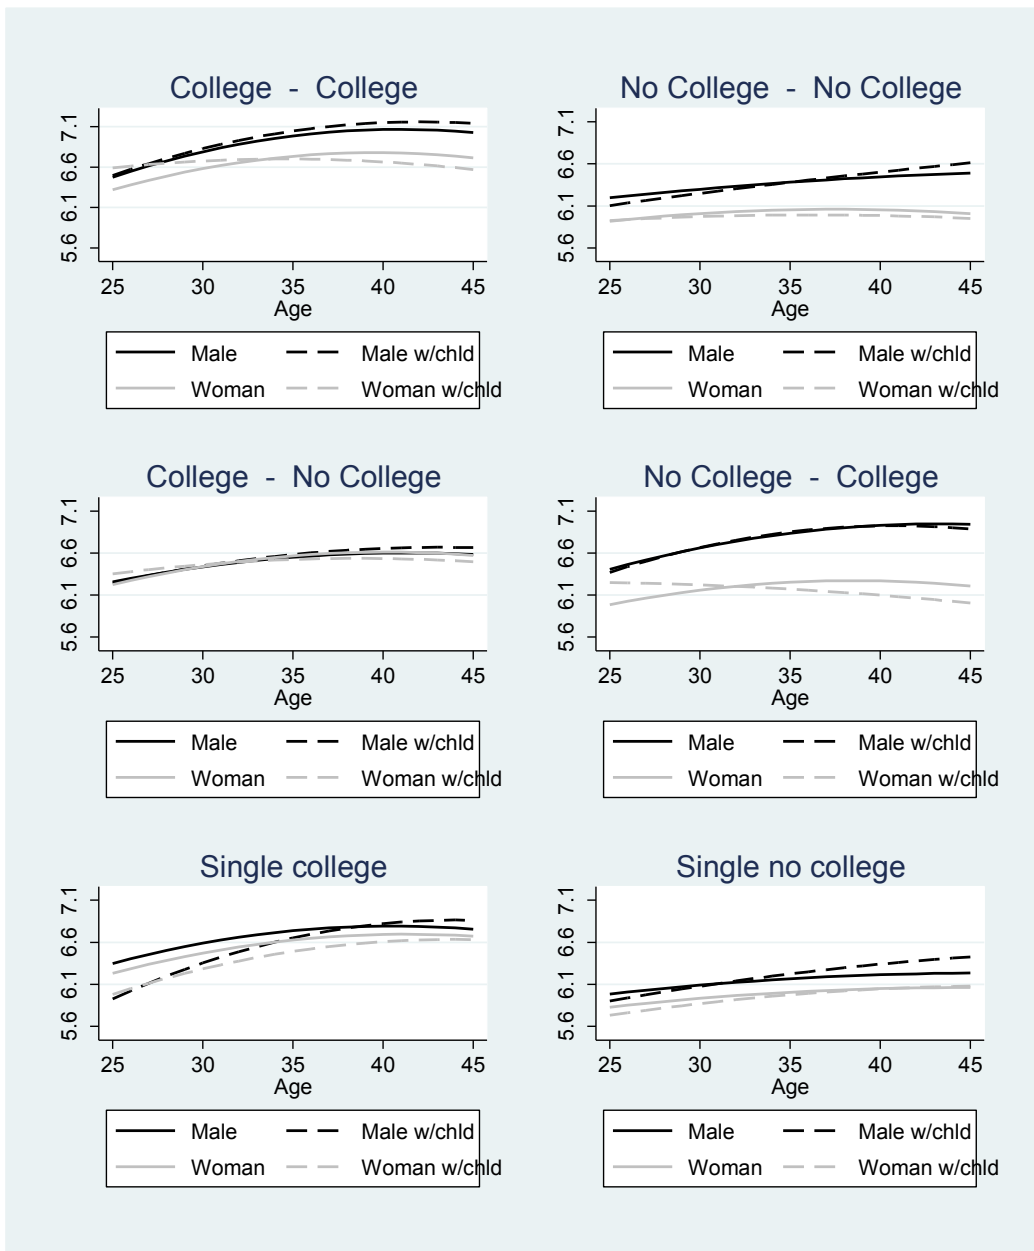 College - College
7.1
6.6
6.1
5.6
25 30 35 40 45
Age
Male Male w/chld
Woman Woman w/chld
No College - No College
7.1
6.6
6.1
5.6
25 30 35 40 45
Age
Male Male w/chld
Woman Woman w/chld
College - No College
7.1
6.6
6.1
5.6
25 30 35 40 45
Age
Male Male w/chld
Woman Woman w/chld
No College - College
7.1
6.6
6.1
5.6
25 30 35 40 45
Age
Male Male w/chld
Woman Woman w/chld
Single college
7.1
6.6
6.1
5.6
25 30 35 40 45
Age
Male Male w/chld
Woman Woman w/chld
Single no college
7.1
6.6
6.1
5.6
25 30 35 40 45
Age
Male Male w/chld
Woman Woman w/chld